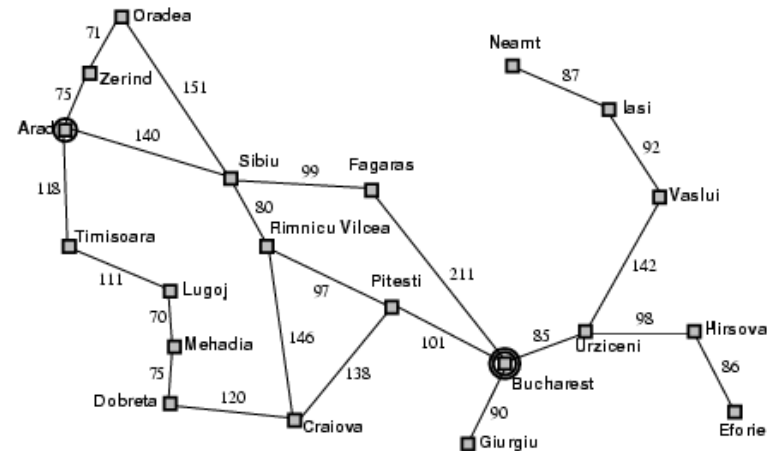 Oradea
71
Neamt
87
Zerind
151
75
Iasi
Arad
140
92
Sibiu
Fagaras
99
118
Vaslui
80
Timisoara
Rimnicu Vilcea
142
111
Lugoj
97
Pitesti
211
70
98
Hirsova
146
85
Urziceni
Mehadia
101
138
86
75
Bucharest
Dobreta
120
90
Craiova
Eforie
Giurgiu